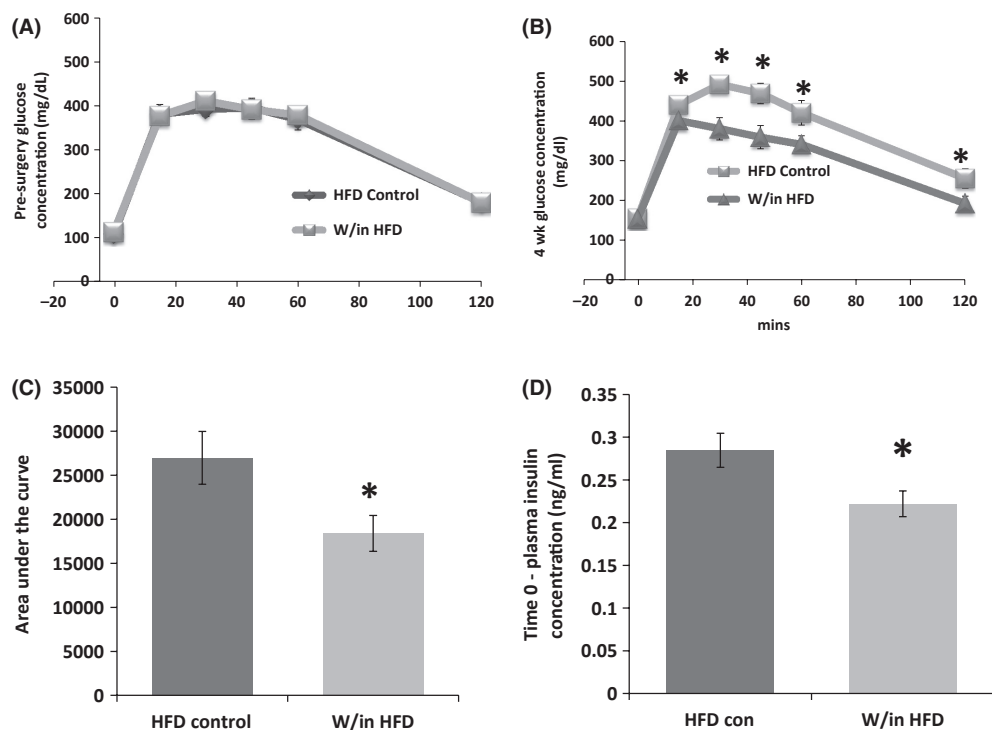 (A)
Pre-surgery glucose
concentration (mg/dL)
600
500
400
300
200
100
0
–20
0
20
40
60
80
100
120
HFD Control
W/in HFD
(B)
4 wk glucose concentration
(mg/dl)
600
500
400
300
200
100
0
* * * * *
HFD Control
W/in HFD
–20
0
20
40
60
80
100
120
mins
(C)
Area under the curve
35000
30000
25000
20000
15000
10000
5000
0
*
HFD control
W/in HFD
(D)
Time 0 - plasma insulin
concentration (ng/ml)
0.35
0.3
0.25
0.2
0.15
0.1
0.05
0
*
HFD con
W/in HFD